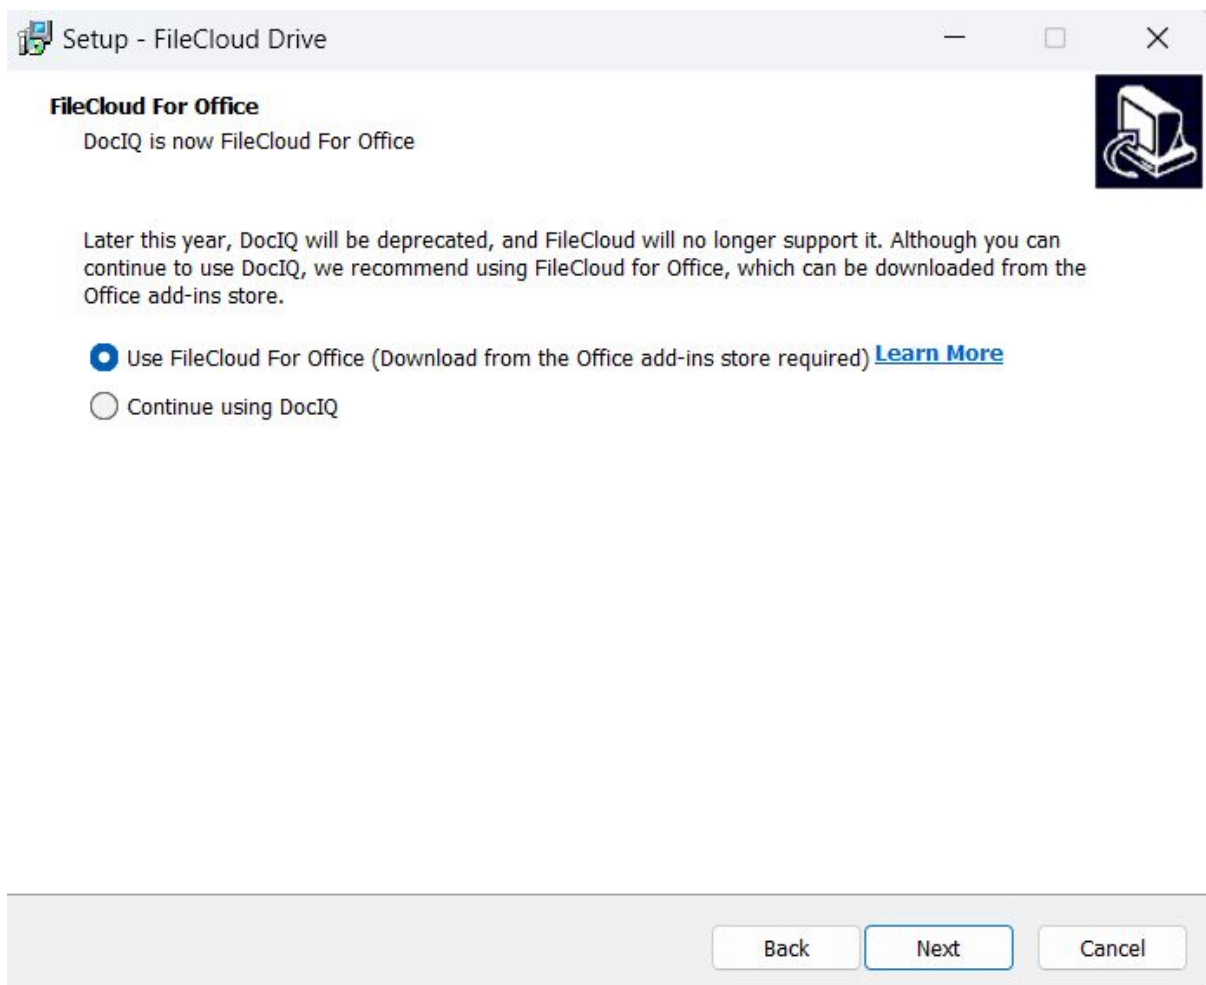 Setup - FileCloud Drive
FileCloud For Office
DocIQ is now FileCloud For Office
Later this year, DocIQ will be deprecated, and FileCloud will no longer support it. Although you can
continue to use DocIQ, we recommend using FileCloud for Office, which can be downloaded from the
Office add-ins store.
Use FileCloud For Office (Download from the Office add-ins store required) Learn More
Continue using DocIQ
Back Next Cancel